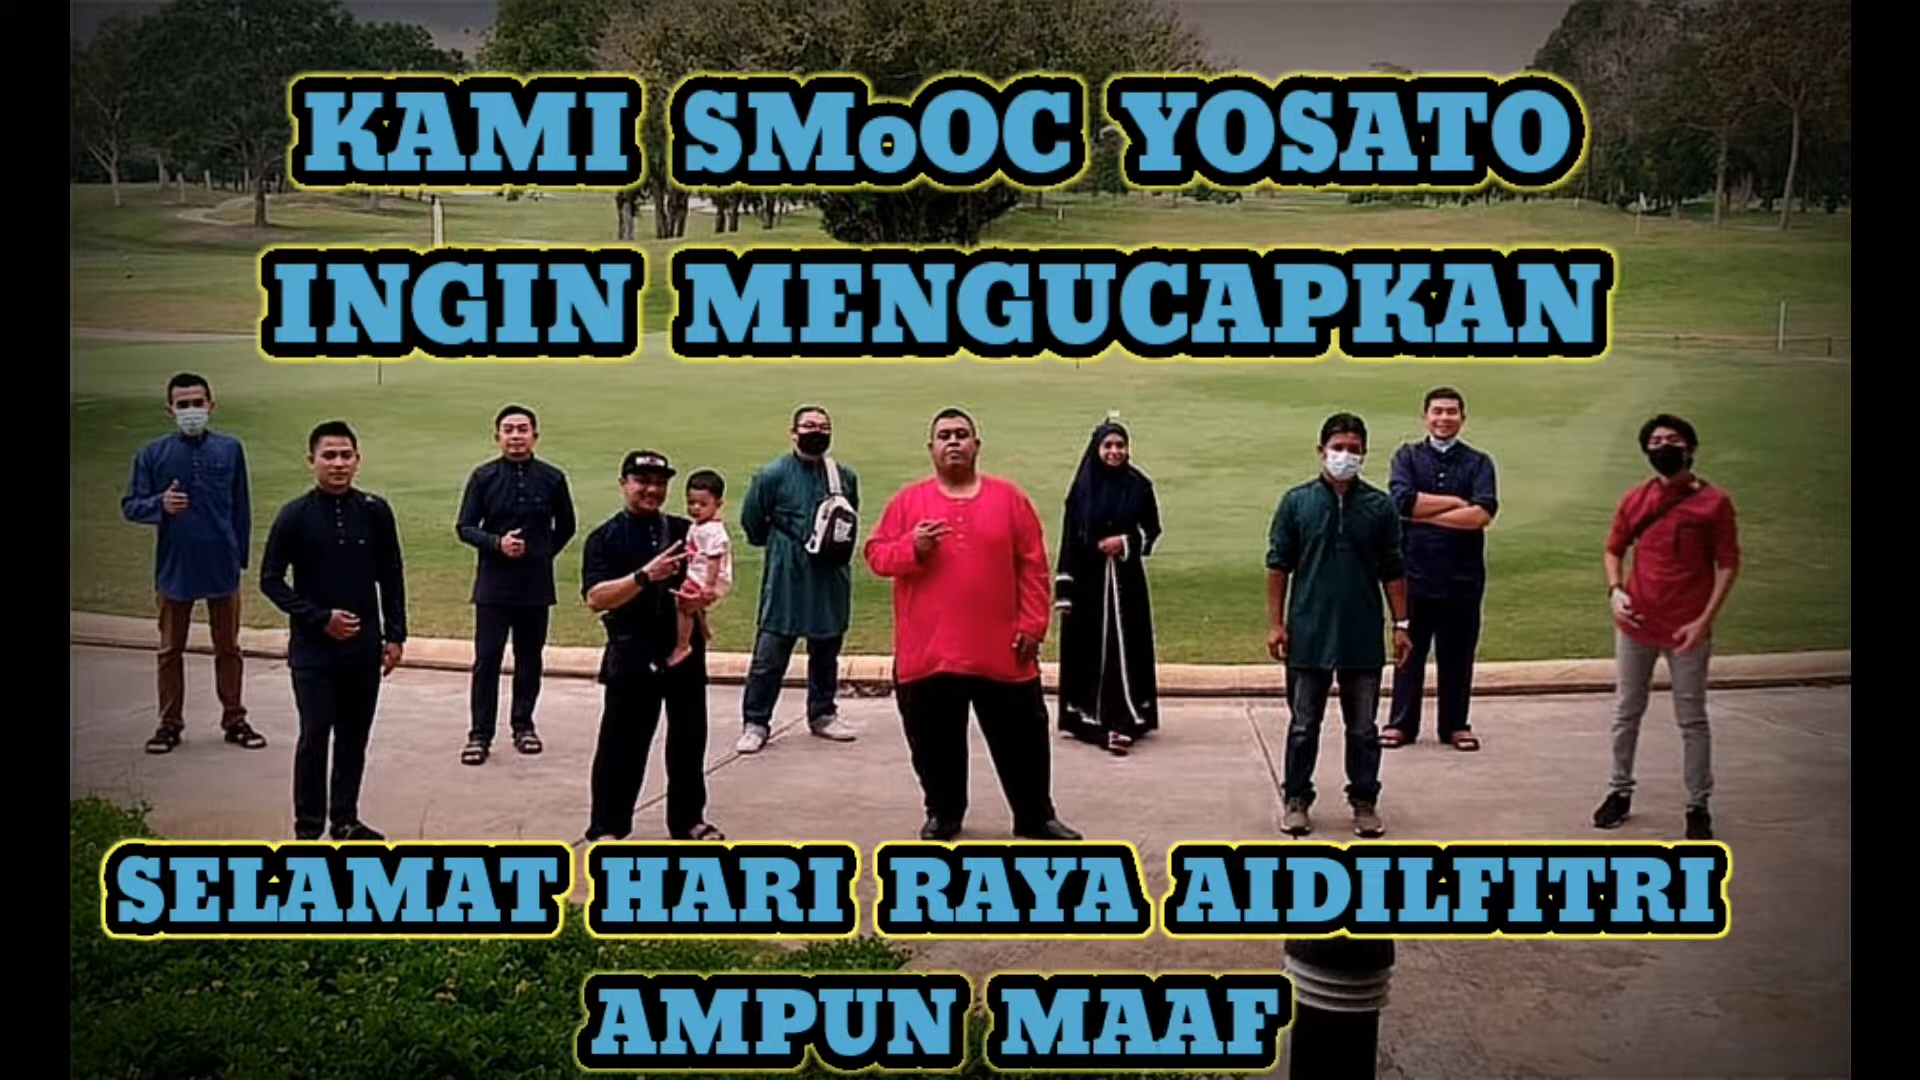 KAMI SMoOC YOSATO
INGIN MENGUCAPKAN
SELAMAT HARI RAYA AIDILFITRI
AMPUN MAAF